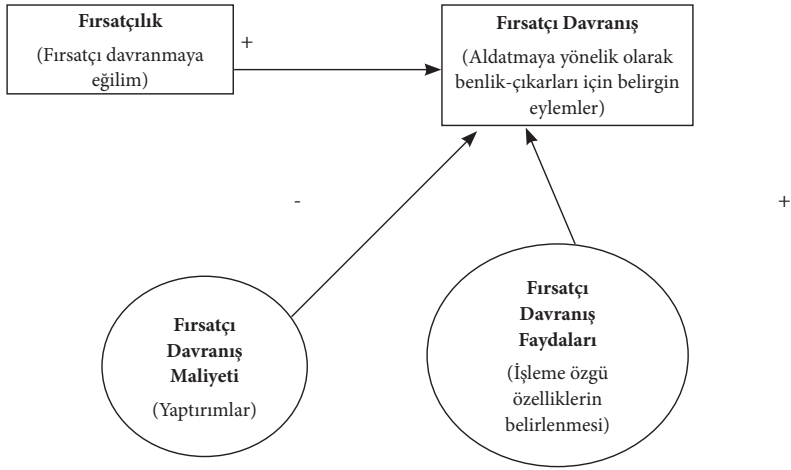 Fırsatçılık
(Fırsatçı davranmaya
eğilim)
+
Fırsatçı Davranış
(Aldatmaya yönelik olarak
benlik-çıkarları için belirgin
eylemler)
-
+
Fırsatçı
Davranış
Maliyeti
(Yaptırımlar)
Fırsatçı
Davranış
Faydaları
(İşleme özgü
özelliklerin
belirlenmesi)